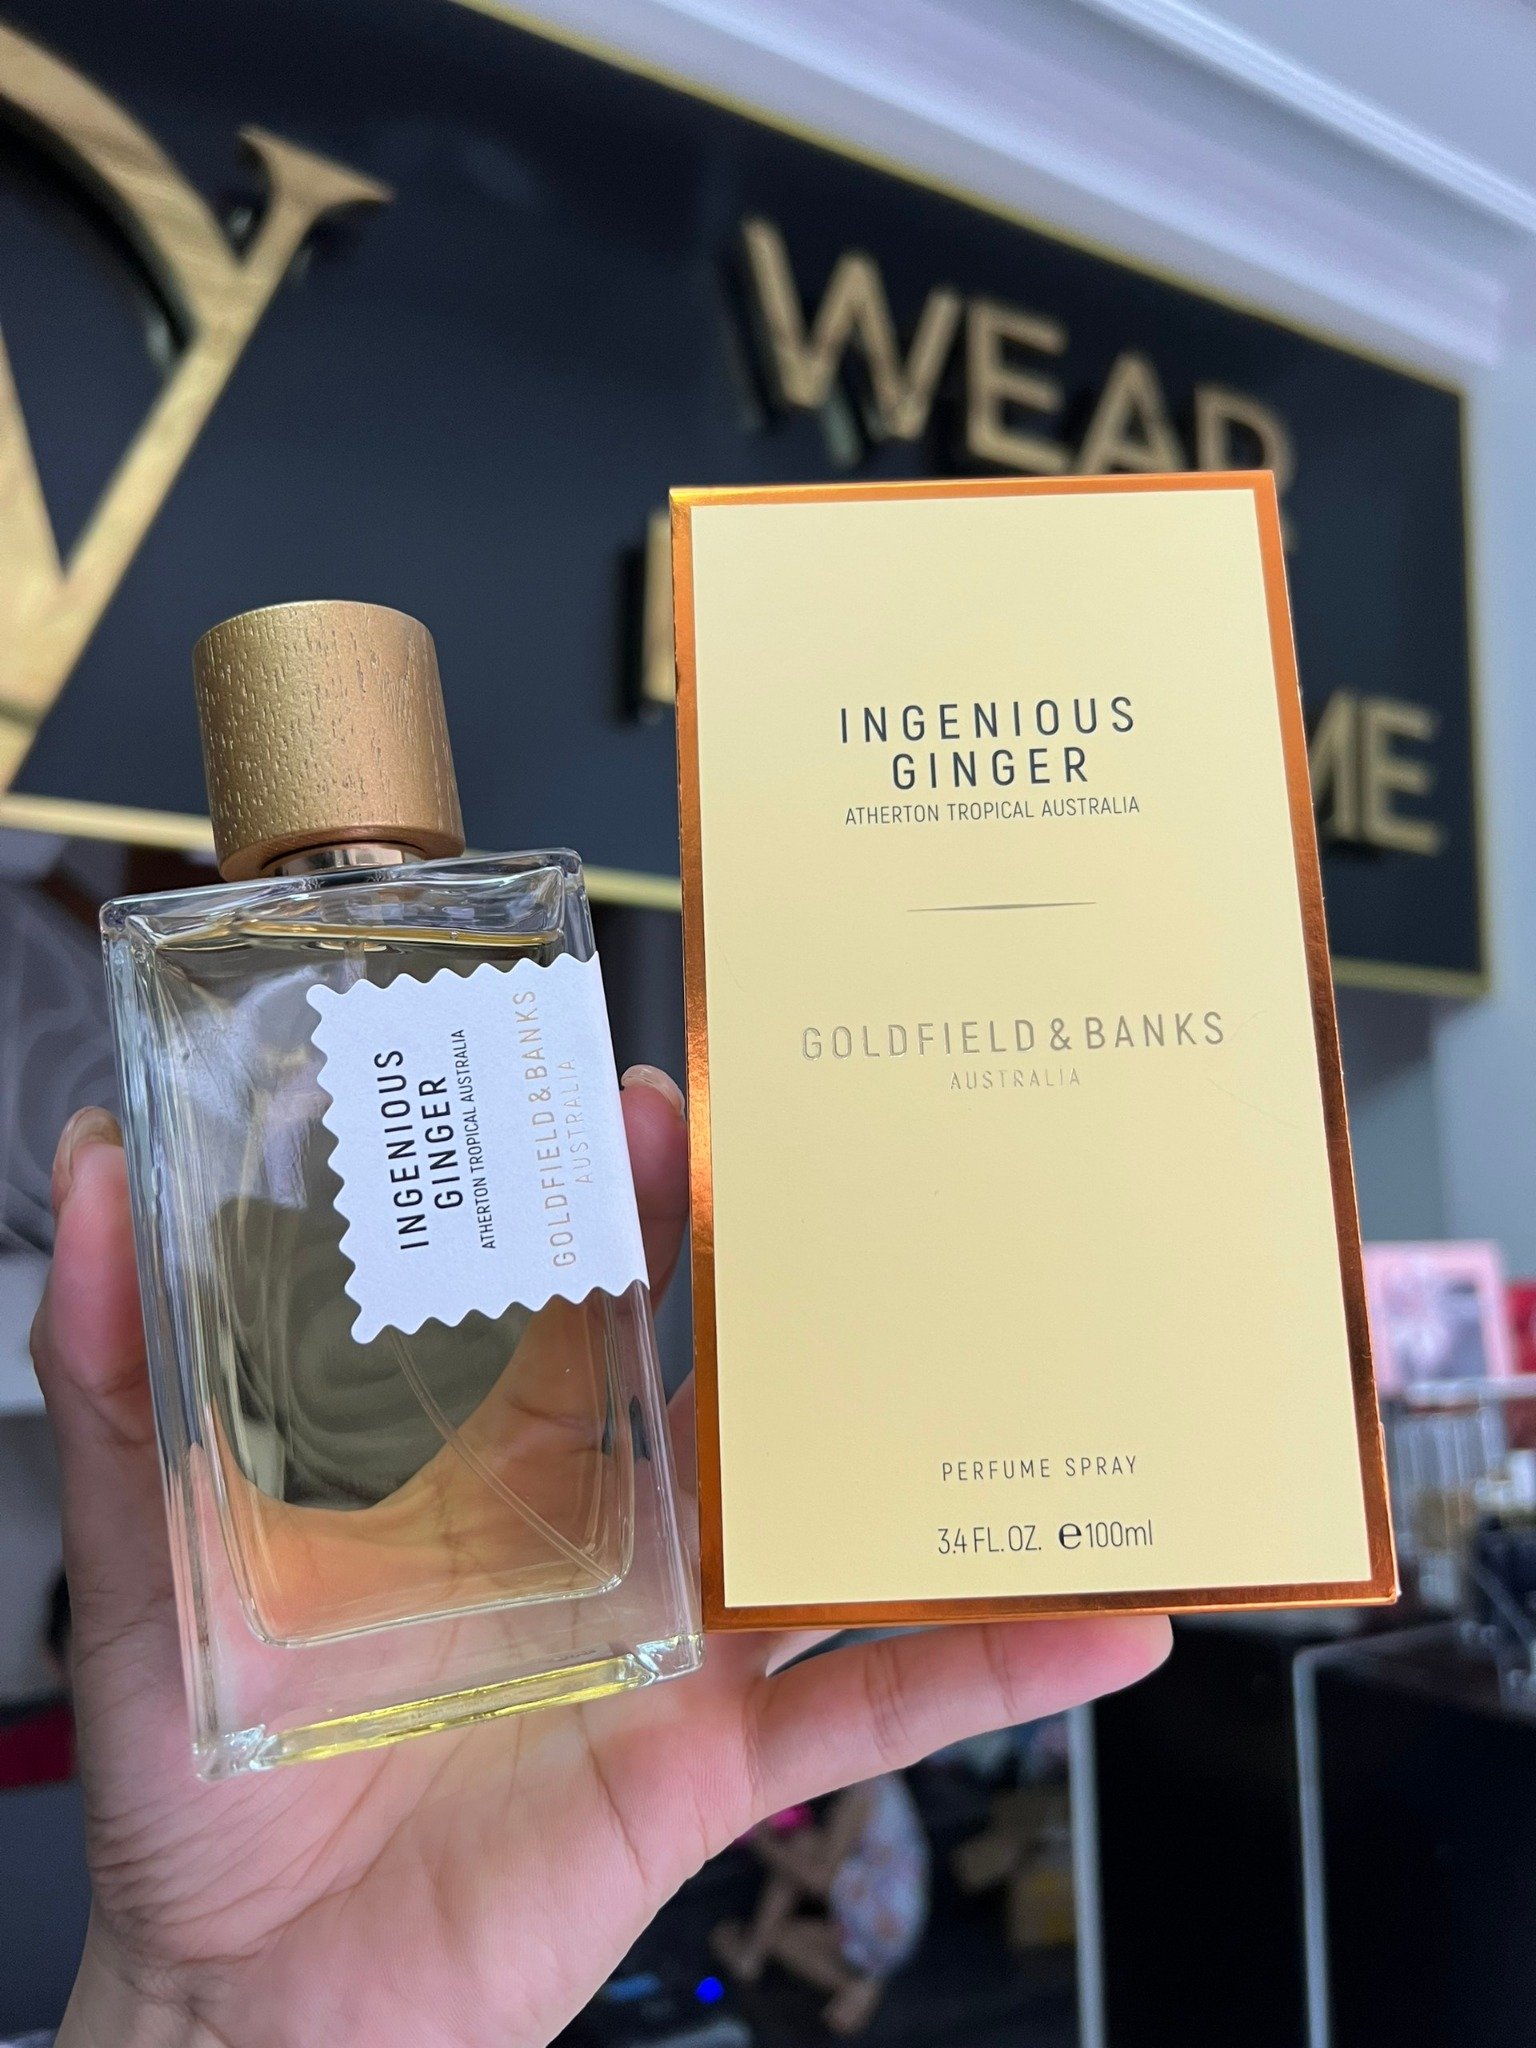 WEAR
ME
INGENIOUS
GINGER
ATHERTON TROPICAL AUSTRALIA
GOLDFIELD & BANKS
AUSTRALIA
INGENIOUS
GINGER
ATHERTON TROPICAL AUSTRALIA
GOLDFIELD & BANKS
AUSTRALIA
PERFUME SPRAY
3.4 FL. OZ. ℮100ml